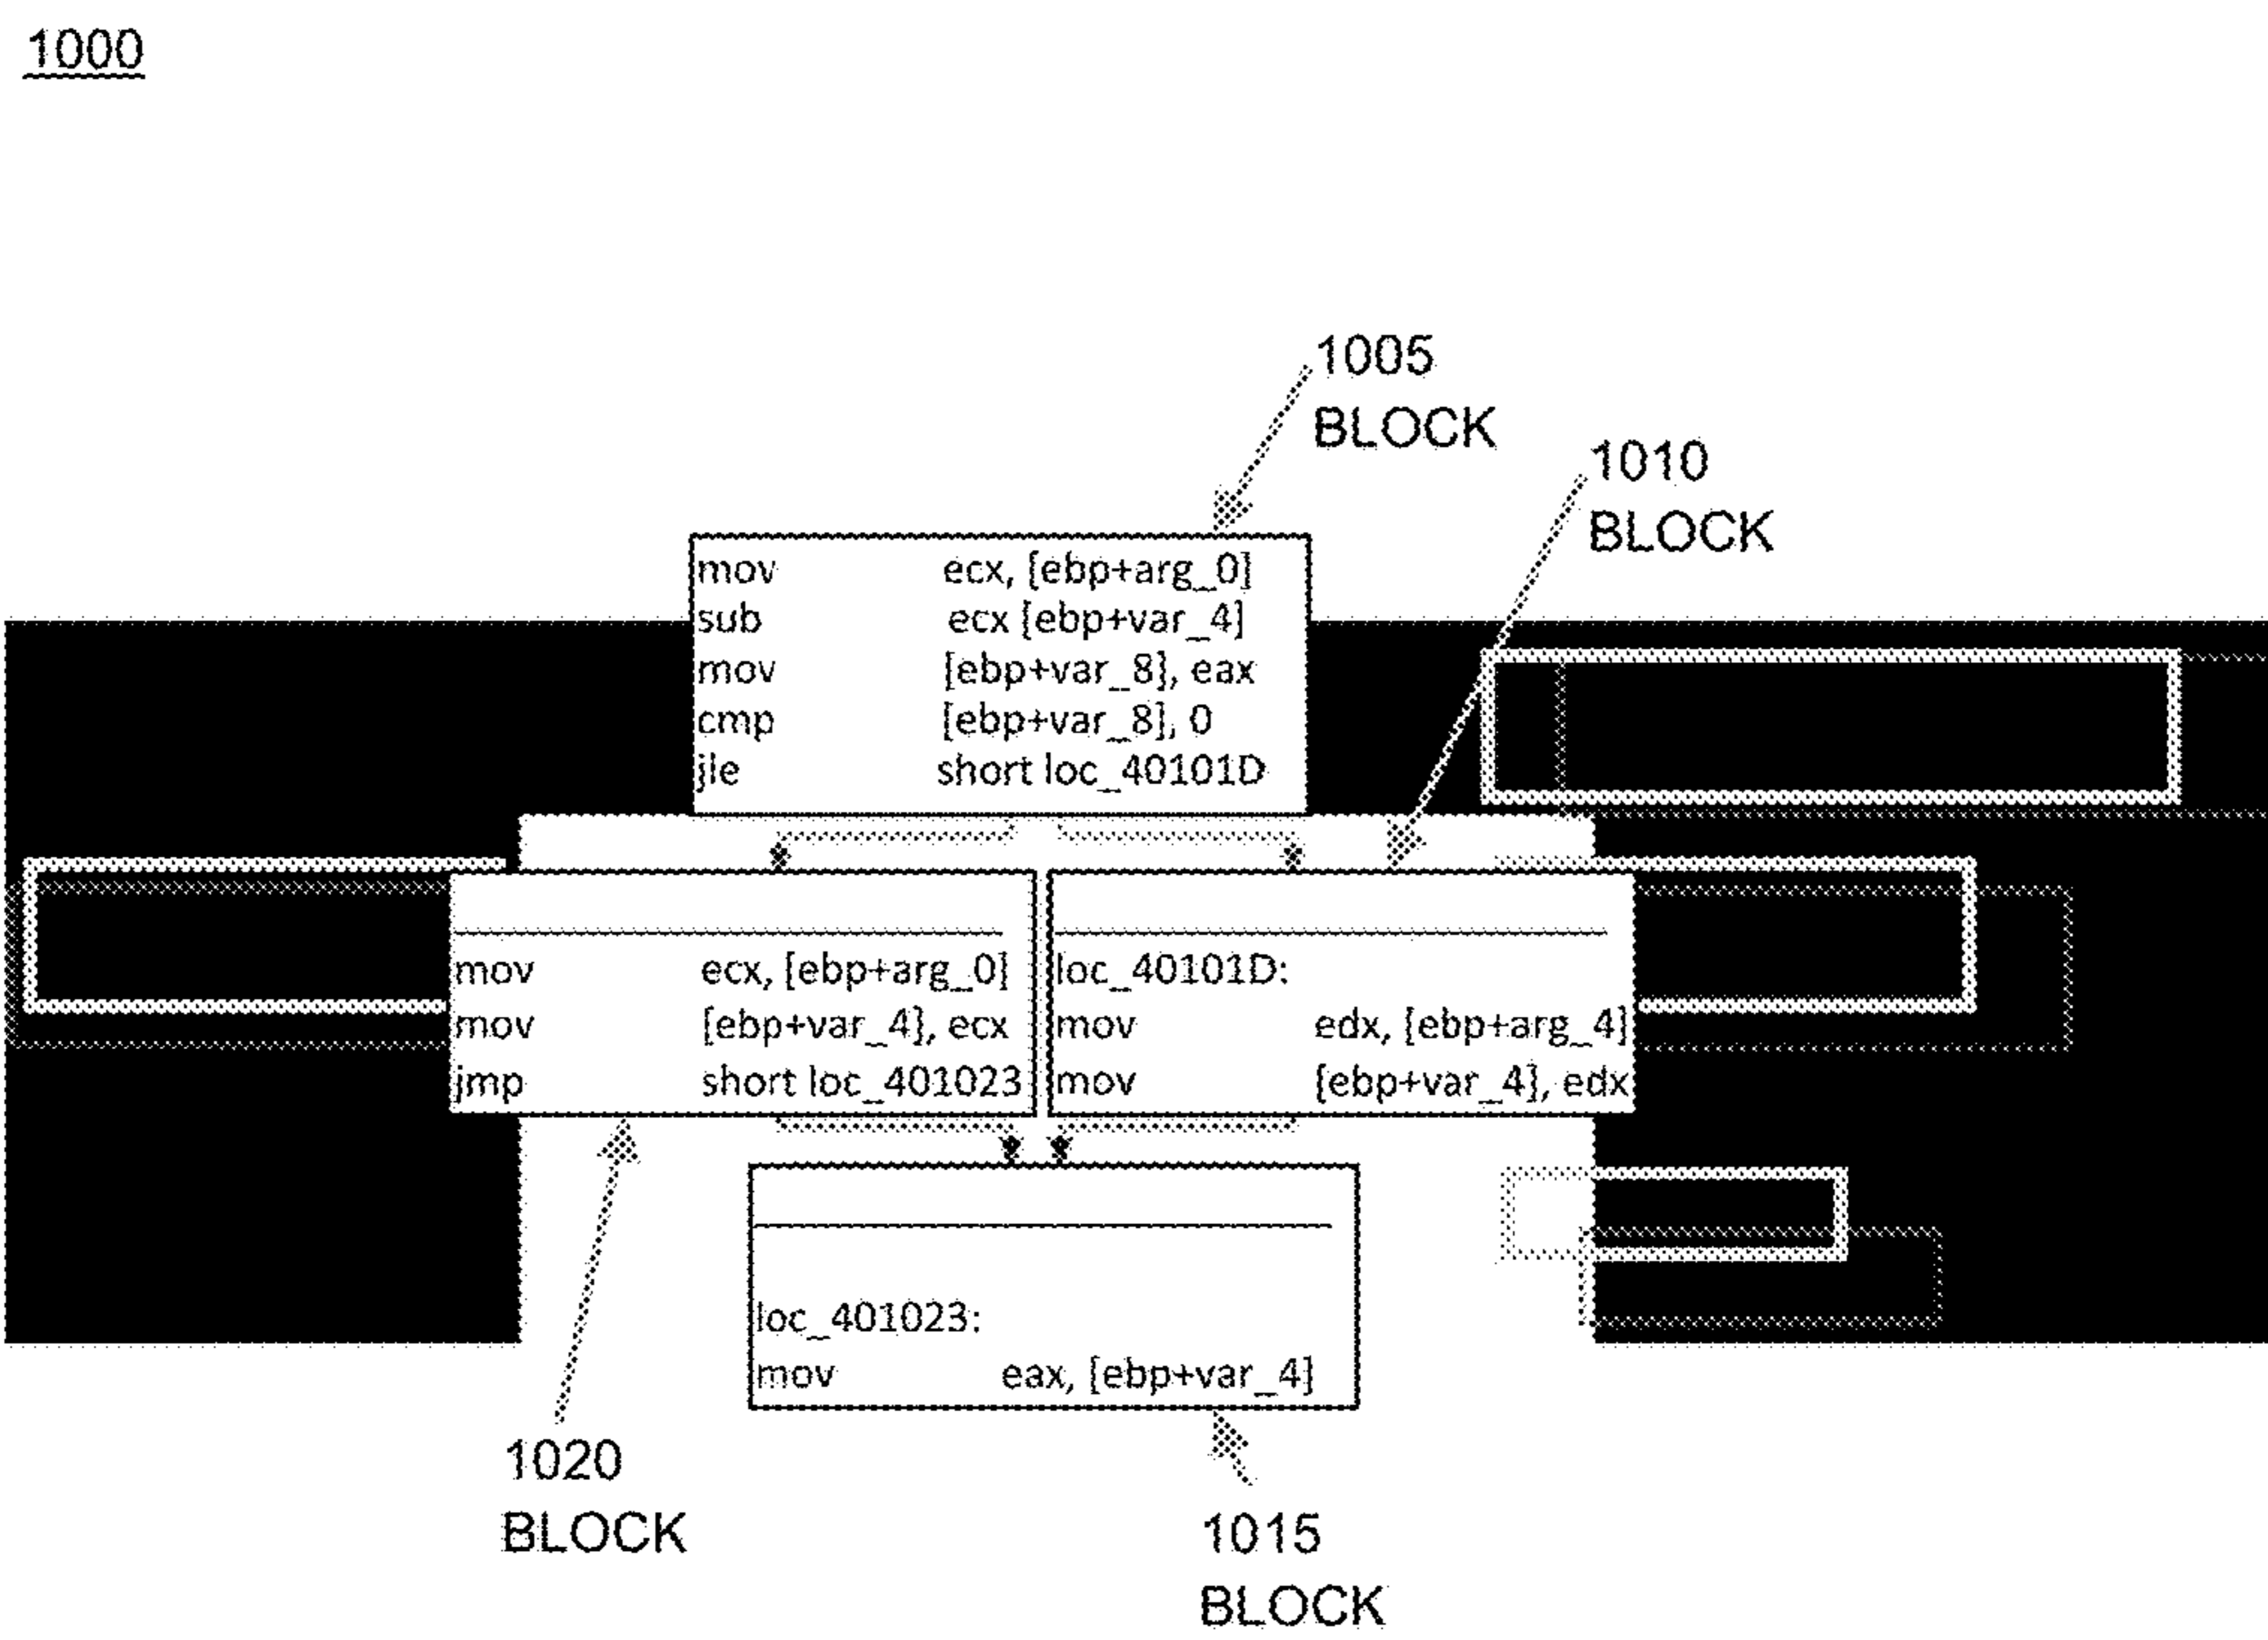 1000
1005
BLOCK
1010
BLOCK
mov ecx, [ebp+arg_0]
sub ecx [ebp+var_4]
mov [ebp+var_8], eax
cmp [ebp+var_8], 0
jle short loc_40101D
mov ecx, [ebp+arg_0]
mov [ebp+var_4], ecx
jmp short loc_401023
loc_40101D:
mov edx, [ebp+arg_4]
mov [ebp+var_4], edx
loc_401023:
mov eax, [ebp+var_4]
1020
BLOCK
1015
BLOCK